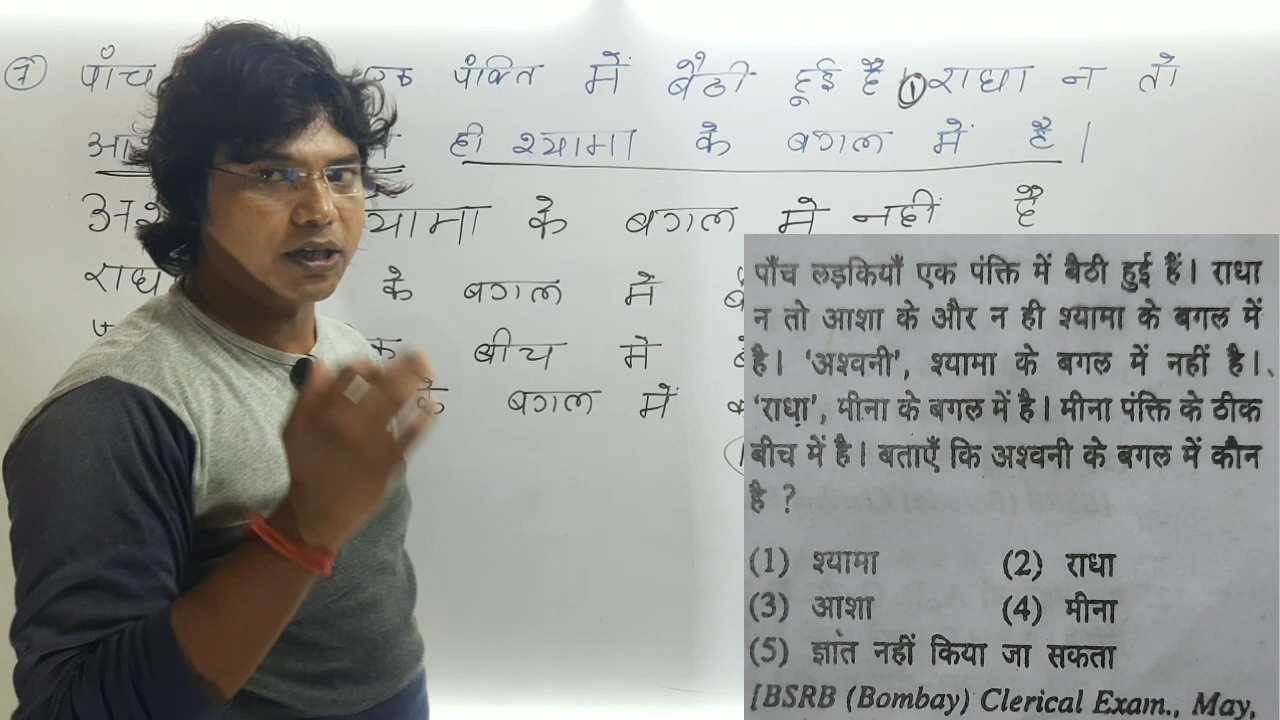 ⑦ पाँच एक पंक्ति में बैठी हुई है। ① राधा न तो
ही श्यामा के बगल में है।
के बगल में नहीं है
के बगल में
बीच में
के बगल में
पाँच लड़कियाँ एक पंक्ति में बैठी हुई हैं। राधा
न तो आशा के और न ही श्यामा के बगल में
है। ‘अश्वनी’, श्यामा के बगल में नहीं है।
‘राधा’, मीना के बगल में है। मीना पंक्ति के ठीक
बीच में है। बताएँ कि अश्वनी के बगल में कौन
है ?
(1) श्यामा (2) राधा
(3) आशा (4) मीना
(5) ज्ञांत नहीं किया जा सकता
[BSRB (Bombay) Clerical Exam., May,